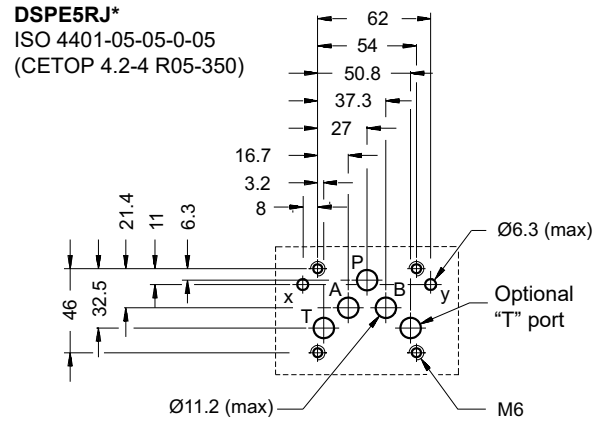 DSPE5RJ*
ISO 4401-05-05-0-05
(CETOP 4.2-4 R05-350)
62
54
50.8
37.3
27
16.7
3.2
8
21.4
11
6.3
46
32.5
Ø6.3 (max)
P
x
A
B
y
T
Optional
“T” port
Ø11.2 (max)
M6